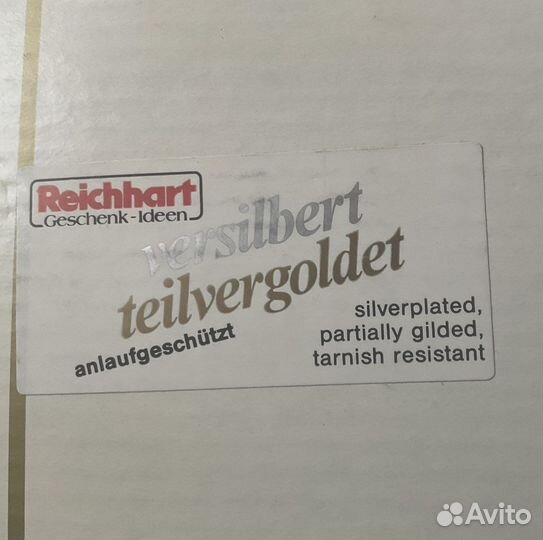 Reichhart
Geschenk-Ideen
versilbert
teilvergoldet
anlaufgeschützt
silverplated,
partially gilded,
tarnish resistant
Avito